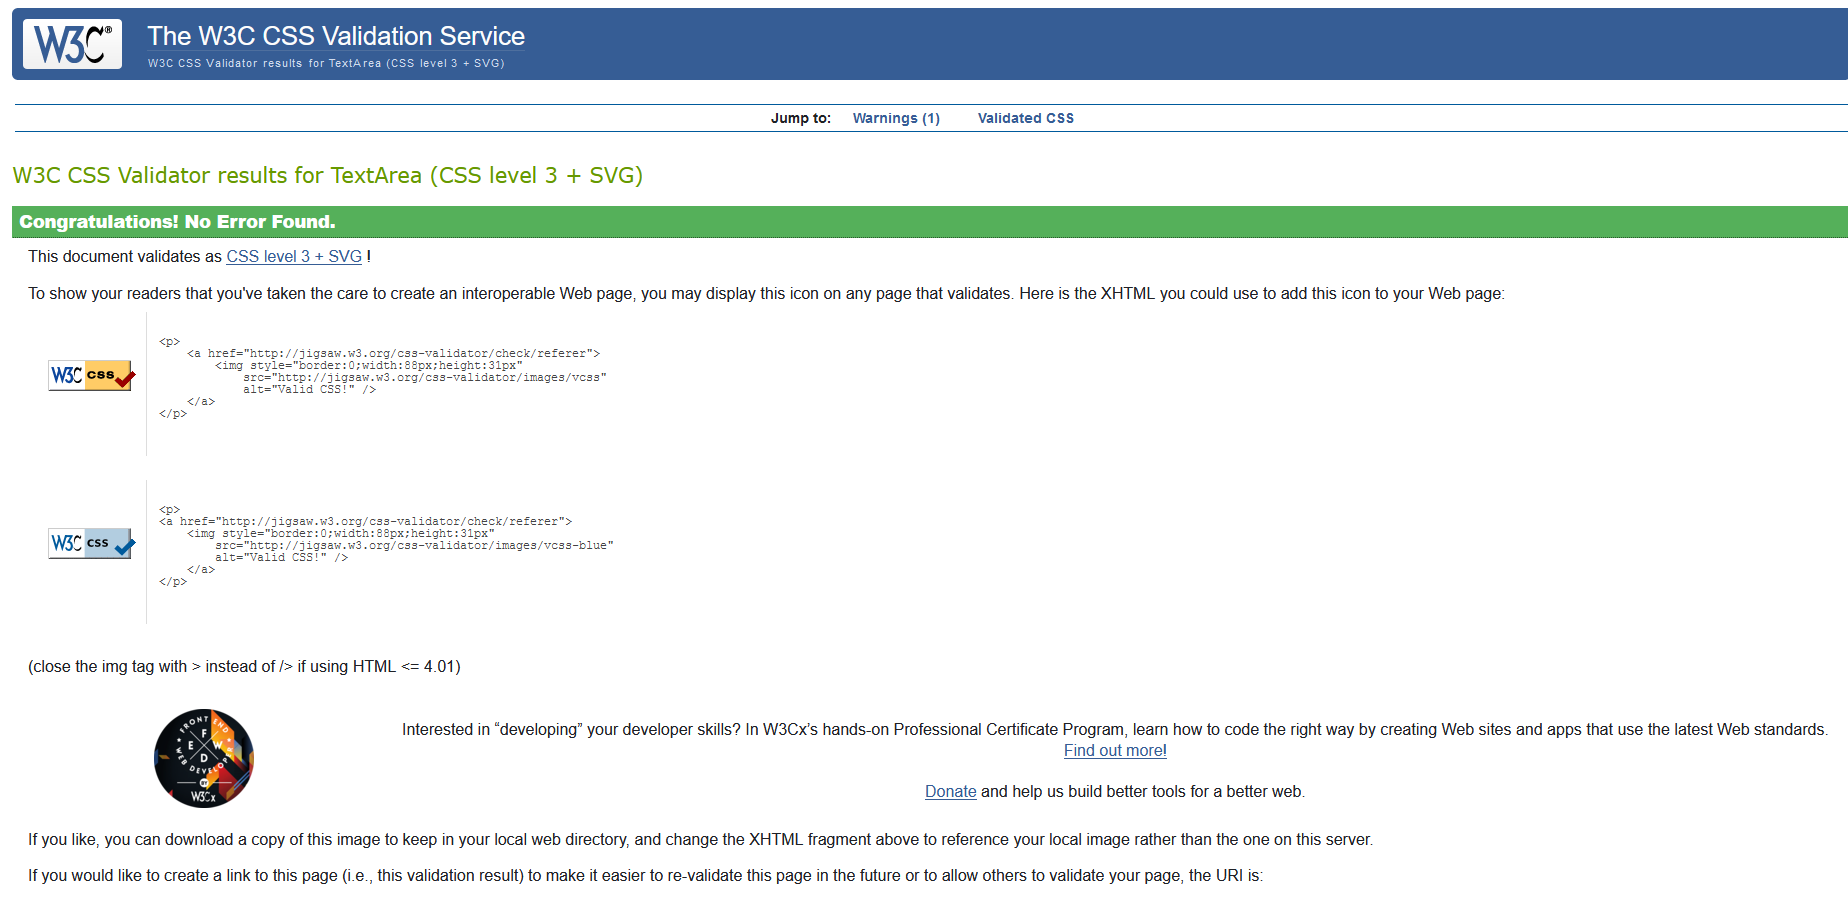 W3C®
The W3C CSS Validation Service
W3C CSS Validator results for TextArea (CSS level 3 + SVG)
Jump to: Warnings (1) Validated CSS
W3C CSS Validator results for TextArea (CSS level 3 + SVG)
Congratulations! No Error Found.
This document validates as CSS level 3 + SVG !
To show your readers that you've taken the care to create an interoperable Web page, you may display this icon on any page that validates. Here is the XHTML you could use to add this icon to your Web page:
W3C css
<p>
<a href="http://jigsaw.w3.org/css-validator/check/referer">
<img style="border:0;width:88px;height:31px"
src="http://jigsaw.w3.org/css-validator/images/vcss"
alt="Valid CSS!" />
</a>
</p>
W3C css
<p>
<a href="http://jigsaw.w3.org/css-validator/check/referer">
<img style="border:0;width:88px;height:31px"
src="http://jigsaw.w3.org/css-validator/images/vcss-blue"
alt="Valid CSS!" />
</a>
</p>
(close the img tag with > instead of /> if using HTML <= 4.01)
FRONT END
WEB DEVELOPER
F
E W
D
BY
W3Cx
Interested in “developing” your developer skills? In W3Cx’s hands-on Professional Certificate Program, learn how to code the right way by creating Web sites and apps that use the latest Web standards.
Find out more!
Donate and help us build better tools for a better web.
If you like, you can download a copy of this image to keep in your local web directory, and change the XHTML fragment above to reference your local image rather than the one on this server.
If you would like to create a link to this page (i.e., this validation result) to make it easier to re-validate this page in the future or to allow others to validate your page, the URI is: